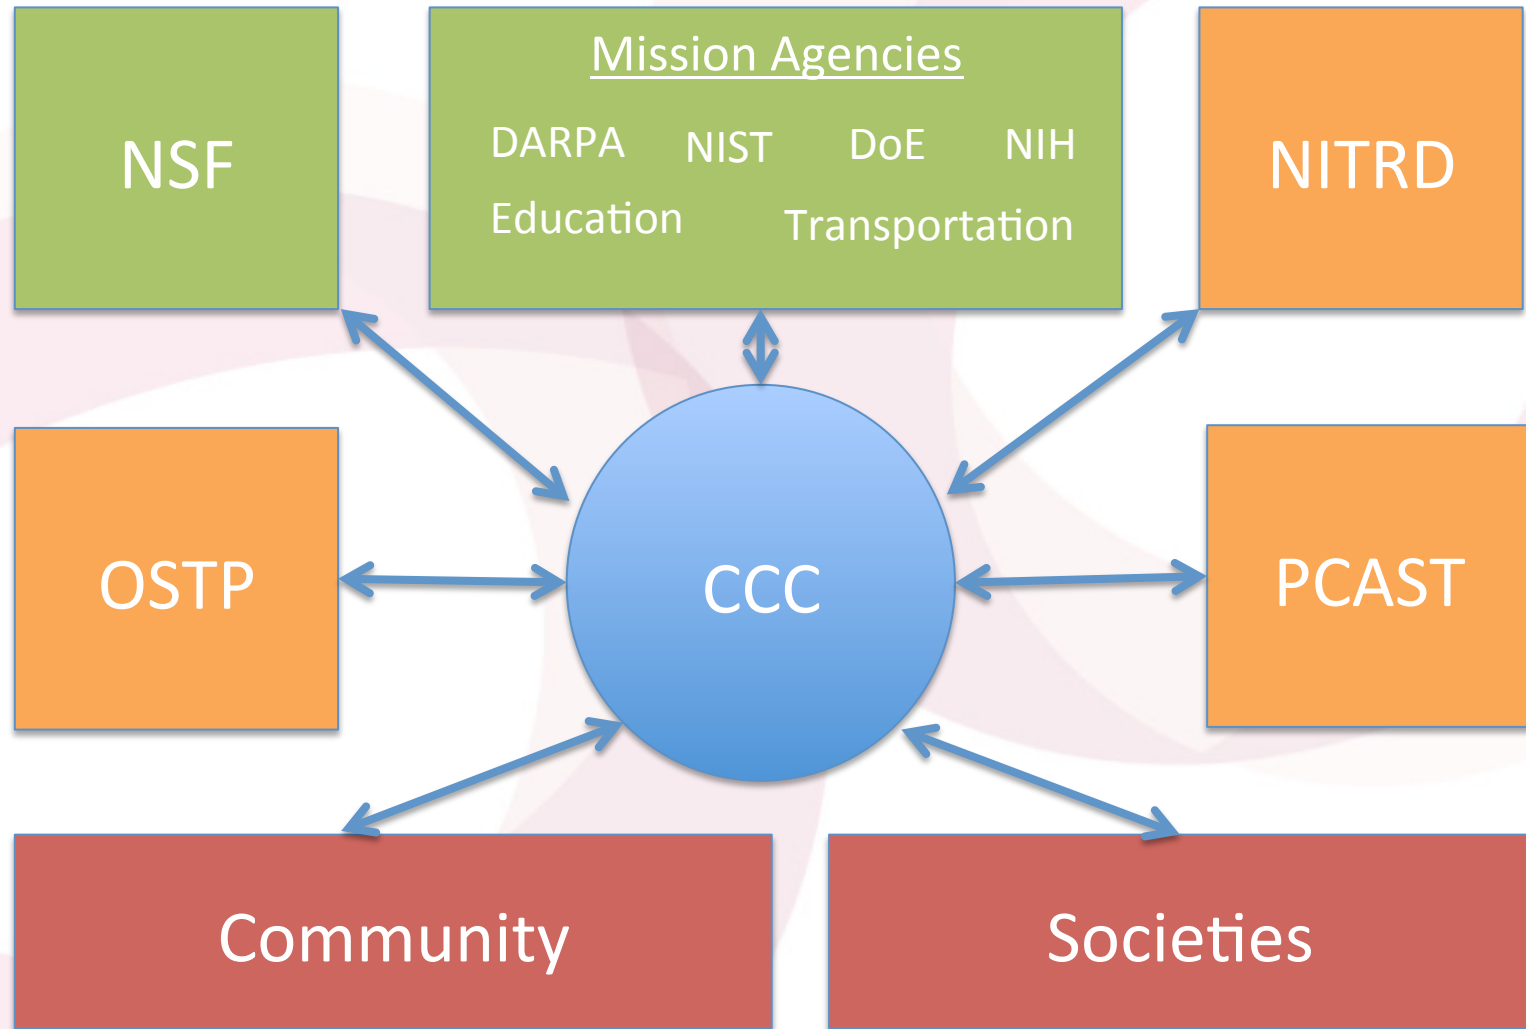 NSF
Mission Agencies
DARPA NIST DoE NIH
Education Transportation
NITRD
OSTP
CCC
PCAST
Community
Societies